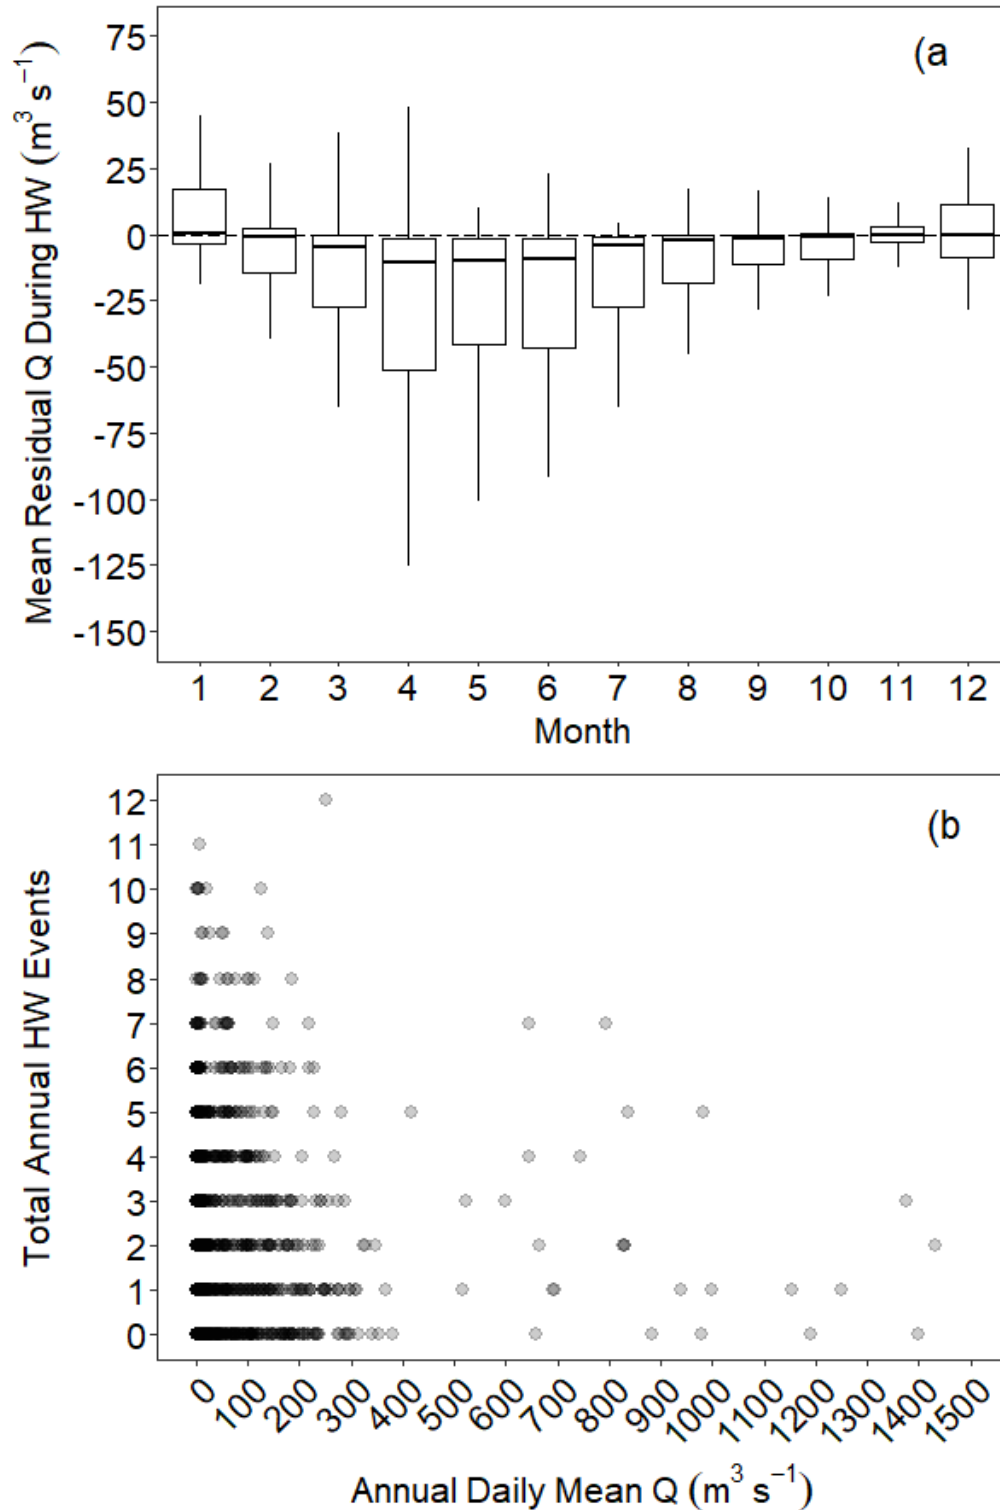 Mean Residual Q During HW (m³ s⁻¹)
75
50
25
0
-25
-50
-75
-100
-125
-150
(a
1 2 3 4 5 6 7 8 9 10 11 12
Month
Total Annual HW Events
12
11
10
9
8
7
6
5
4
3
2
1
0
(b
0 100 200 300 400 500 600 700 800 900 1000 1100 1200 1300 1400 1500
Annual Daily Mean Q (m³ s⁻¹)